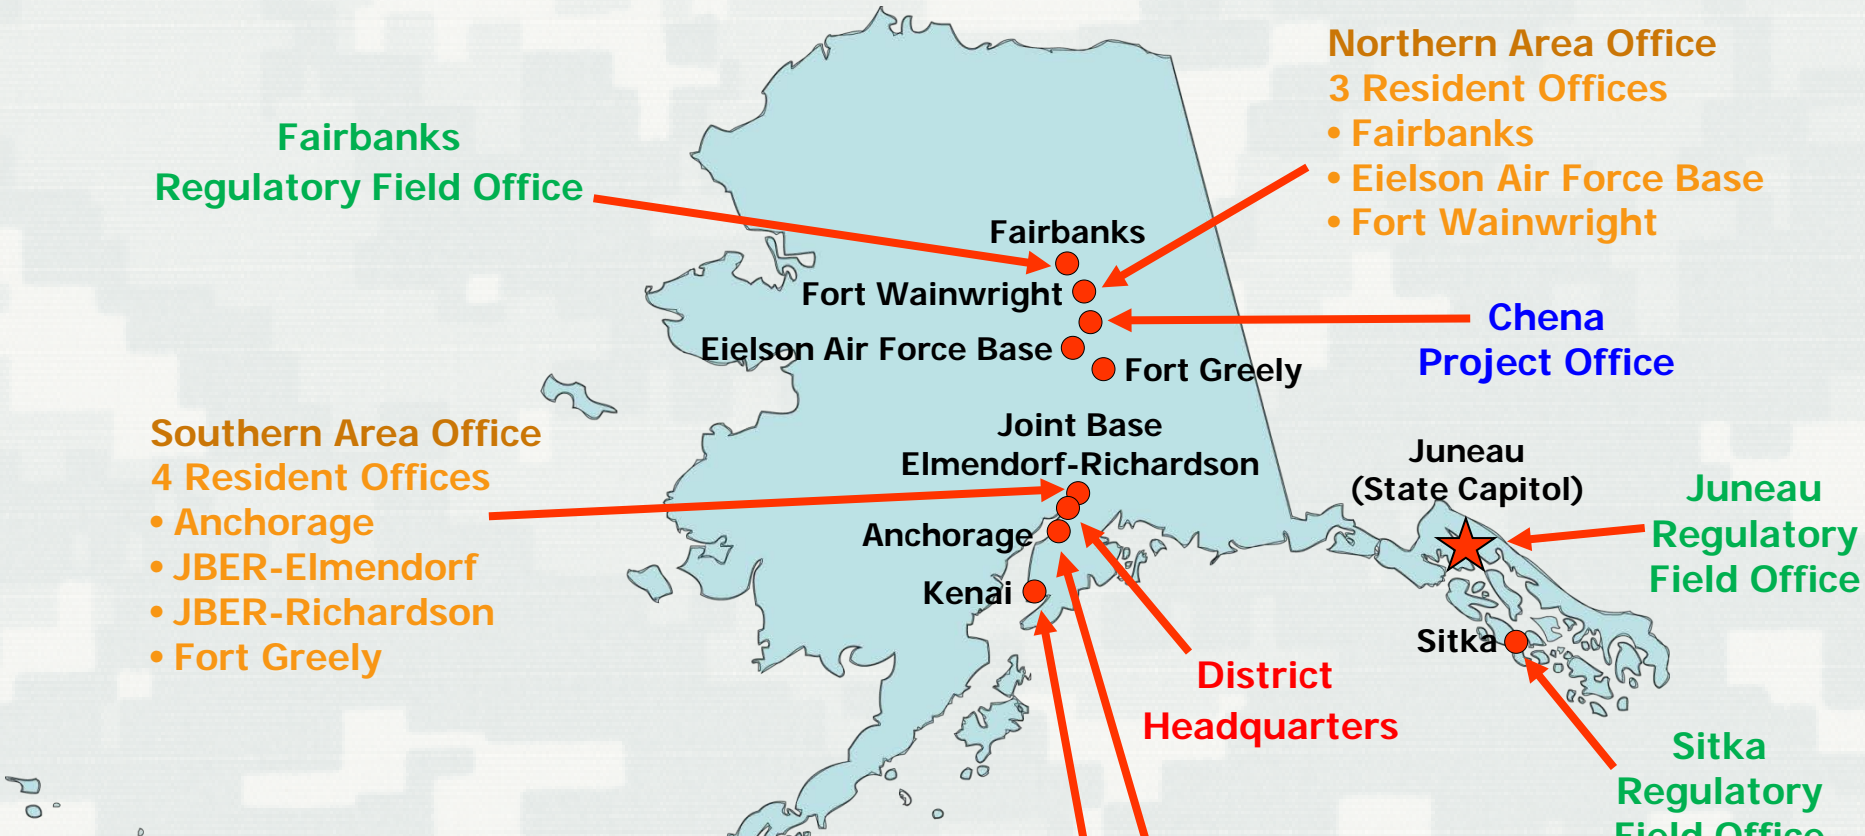 Northern Area Office
3 Resident Offices
• Fairbanks
• Eielson Air Force Base
• Fort Wainwright
Fairbanks
Regulatory Field Office
Fairbanks
Fort Wainwright
Chena
Project Office
Eielson Air Force Base
Fort Greely
Southern Area Office
4 Resident Offices
• Anchorage
• JBER-Elmendorf
• JBER-Richardson
• Fort Greely
Joint Base
Elmendorf-Richardson
Anchorage
Kenai
Juneau
(State Capitol)
Juneau
Regulatory
Field Office
Sitka
District
Headquarters
Sitka
Regulatory
Field Office